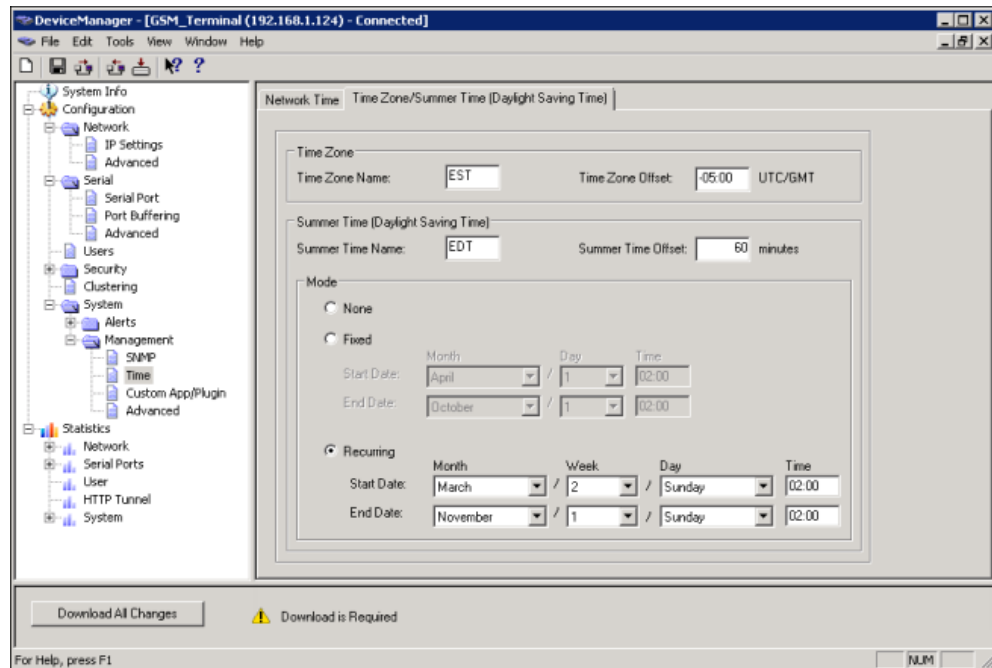 DeviceManager - [GSM_Terminal (192.168.1.124) - Connected]
File Edit Tools View Window Help
System Info
Configuration
Network
IP Settings
Advanced
Serial
Serial Port
Port Buffering
Advanced
Users
Security
Clustering
System
Alerts
Management
SNMP
Time
Custom App/Plugin
Advanced
Statistics
Network
Serial Ports
User
HTTP Tunnel
System
Network Time Time Zone/Summer Time (Daylight Saving Time)
Time Zone
Time Zone Name: EST Time Zone Offset: -05:00 UTC/GMT
Summer Time (Daylight Saving Time)
Summer Time Name: EDT Summer Time Offset: 60 minutes
Mode
None
Fixed
Month Day Time
Start Date: April / 1 02:00
End Date: October / 1 02:00
Recurring
Month Week Day Time
Start Date: March / 2 / Sunday 02:00
End Date: November / 1 / Sunday 02:00
Download All Changes Download is Required
For Help, press F1 NUM